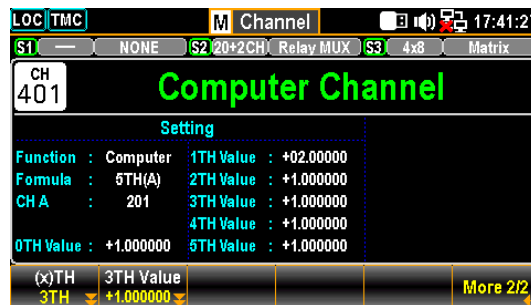 LOC TMC M Channel 17:41:2
S1 — NONE S2 20+2CH Relay MUX S3 4x8 Matrix
CH
401
Computer Channel
Setting
Function : Computer 1TH Value : +02.00000
Formula : 5TH(A) 2TH Value : +1.000000
CH A : 201 3TH Value : +1.000000
4TH Value : +1.000000
0TH Value : +1.000000 5TH Value : +1.000000
(x)TH 3TH Value
3TH +1.000000 More 2/2